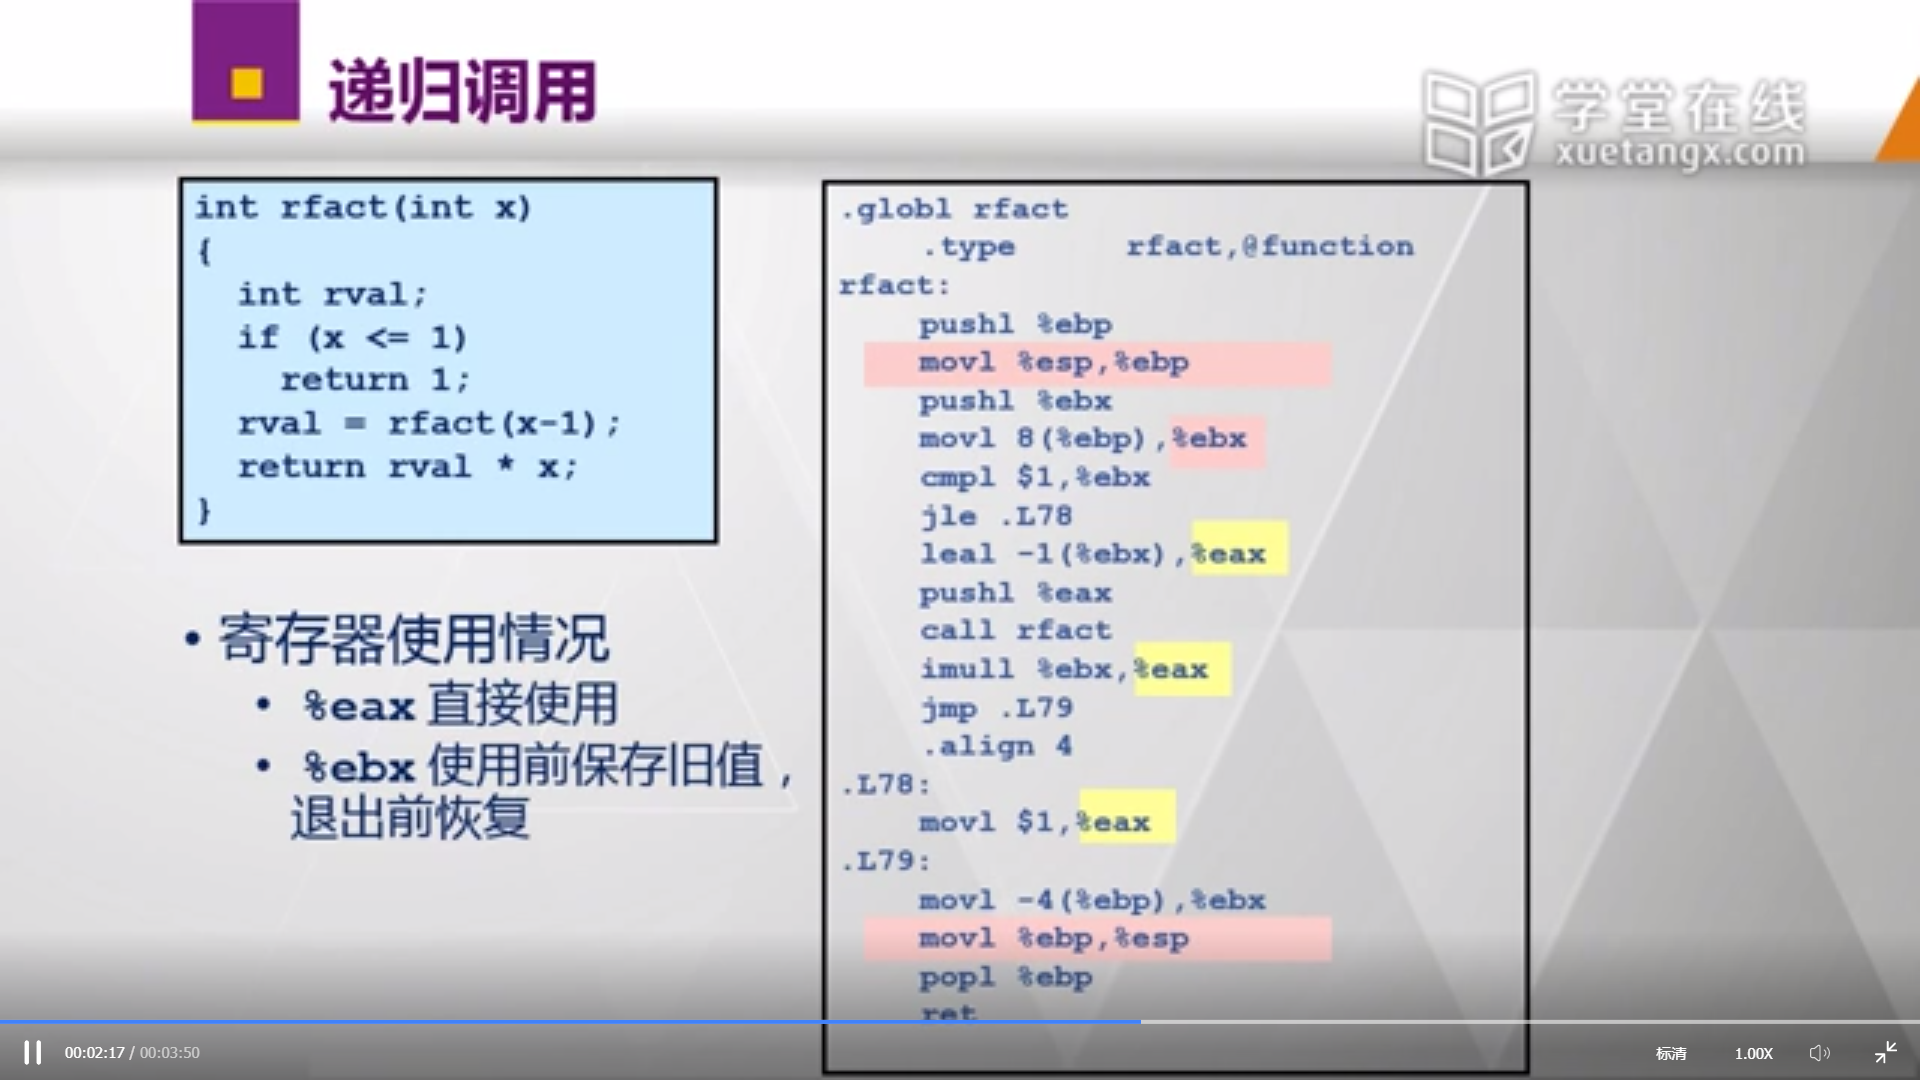 递归调用
学堂在线
xuetangx.com
int rfact(int x)
{
int rval;
if (x <= 1)
return 1;
rval = rfact(x-1);
return rval * x;
}
• 寄存器使用情况
• %eax 直接使用
• %ebx 使用前保存旧值，
退出前恢复
.globl rfact
.type rfact,@function
rfact:
pushl %ebp
movl %esp,%ebp
pushl %ebx
movl 8(%ebp),%ebx
cmpl $1,%ebx
jle .L78
leal -1(%ebx),%eax
pushl %eax
call rfact
imull %ebx,%eax
jmp .L79
.align 4
.L78:
movl $1,%eax
.L79:
movl -4(%ebp),%ebx
movl %ebp,%esp
popl %ebp
ret
00:02:17 / 00:03:50
标清
1.00X